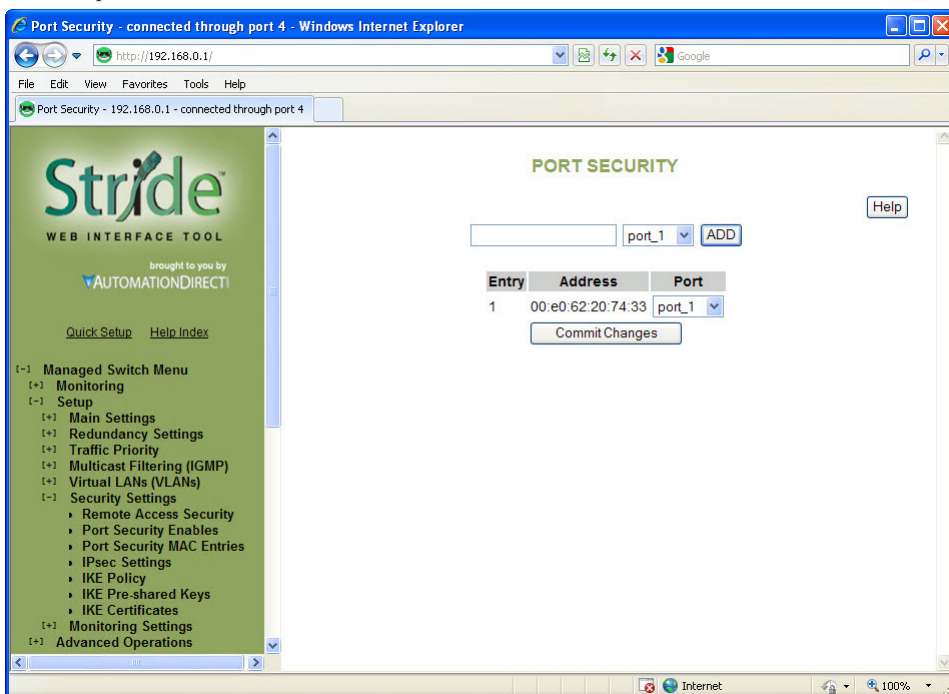 Port Security - connected through port 4 - Windows Internet Explorer
http://192.168.0.1/
Google
File Edit View Favorites Tools Help
Port Security - 192.168.0.1 - connected through port 4
Stride™
WEB INTERFACE TOOL
brought to you by
AUTOMATIONDIRECT
Quick Setup Help Index
[-] Managed Switch Menu
[+] Monitoring
[-] Setup
[+] Main Settings
[+] Redundancy Settings
[+] Traffic Priority
[+] Multicast Filtering (IGMP)
[+] Virtual LANs (VLANs)
[-] Security Settings
Remote Access Security
Port Security Enables
Port Security MAC Entries
IPsec Settings
IKE Policy
IKE Pre-shared Keys
IKE Certificates
[+] Monitoring Settings
[+] Advanced Operations
PORT SECURITY
Help
port_1 ADD
Entry Address Port
1 00:e0:62:20:74:33 port_1
Commit Changes
Internet 100%